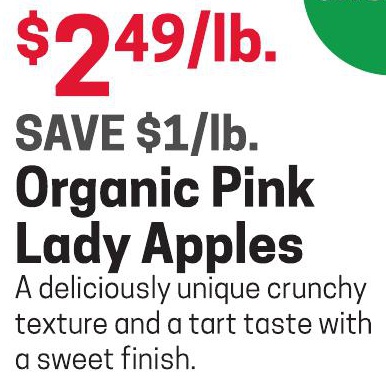 $2 49/lb.
SAVE $1/lb.
Organic Pink
Lady Apples
A deliciously unique crunchy
texture and a tart taste with
a sweet finish.